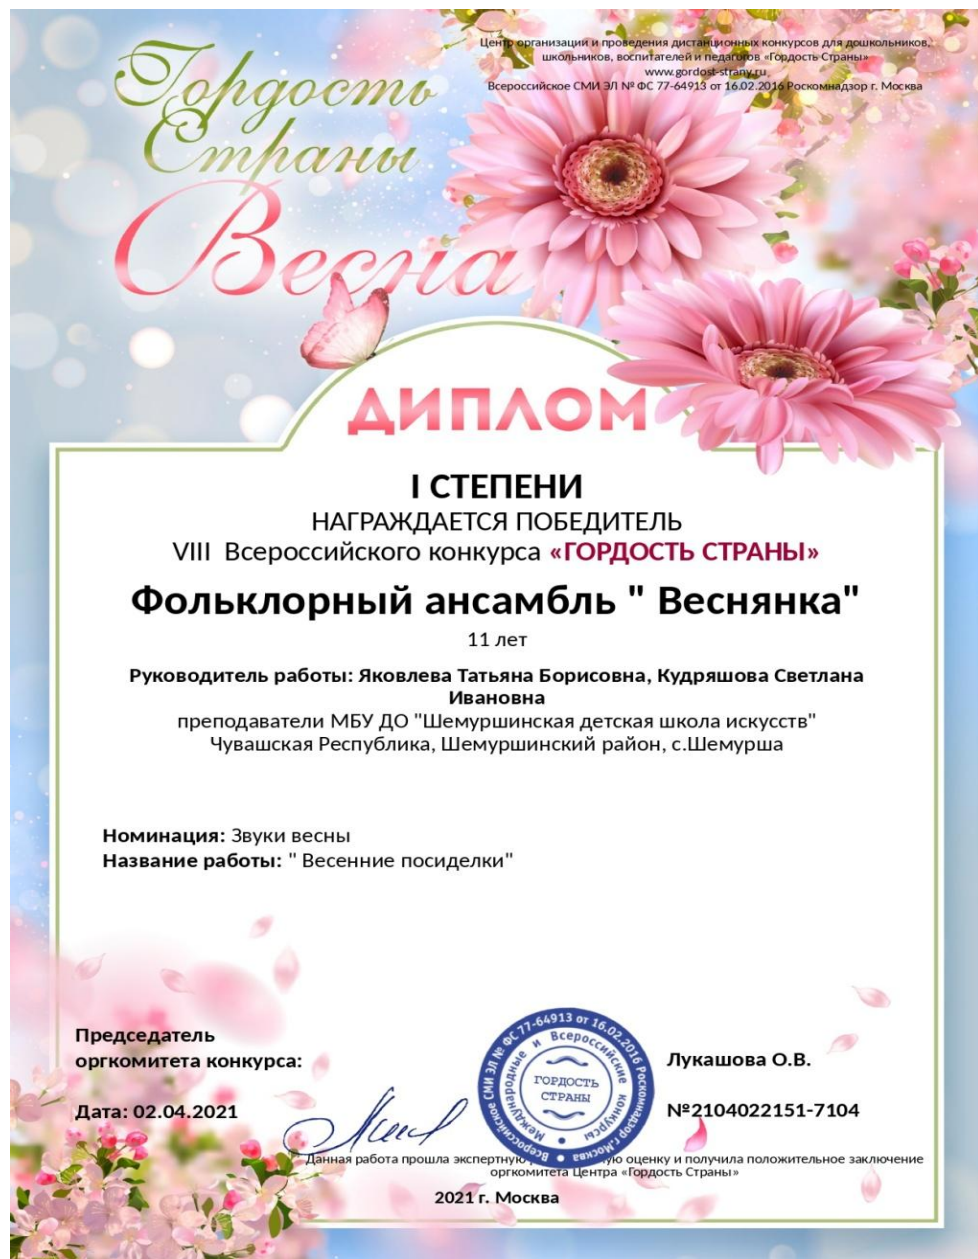 Гордость
Страны
Весна
Центр организации и проведения дистанционных конкурсов для дошкольников,
школьников, воспитателей и педагогов «Гордость Страны»
www.gordost-strany.ru
Всероссийское СМИ ЭЛ № ФС 77-64913 от 16.02.2016 Роскомнадзор г. Москва
ДИПЛОМ
I СТЕПЕНИ
НАГРАЖДАЕТСЯ ПОБЕДИТЕЛЬ
VIII Всероссийского конкурса «ГОРДОСТЬ СТРАНЫ»
Фольклорный ансамбль " Веснянка"
11 лет
Руководитель работы: Яковлева Татьяна Борисовна, Кудряшова Светлана
Ивановна
преподаватели МБУ ДО "Шемуршинская детская школа искусств"
Чувашская Республика, Шемуршинский район, с.Шемурша
Номинация: Звуки весны
Название работы: " Весенние посиделки"
Председатель
оргкомитета конкурса:
Лукашова О.В.
Дата: 02.04.2021
№2104022151-7104
Всероссийское СМИ ЭЛ № ФС 77-64913 от 16.02.2016 Роскомнадзор г.Москва
Международные и Всероссийские конкурсы
ГОРДОСТЬ
СТРАНЫ
Данная работа прошла экспертную оценку и получила положительное заключение
оргкомитета Центра «Гордость Страны»
2021 г. Москва